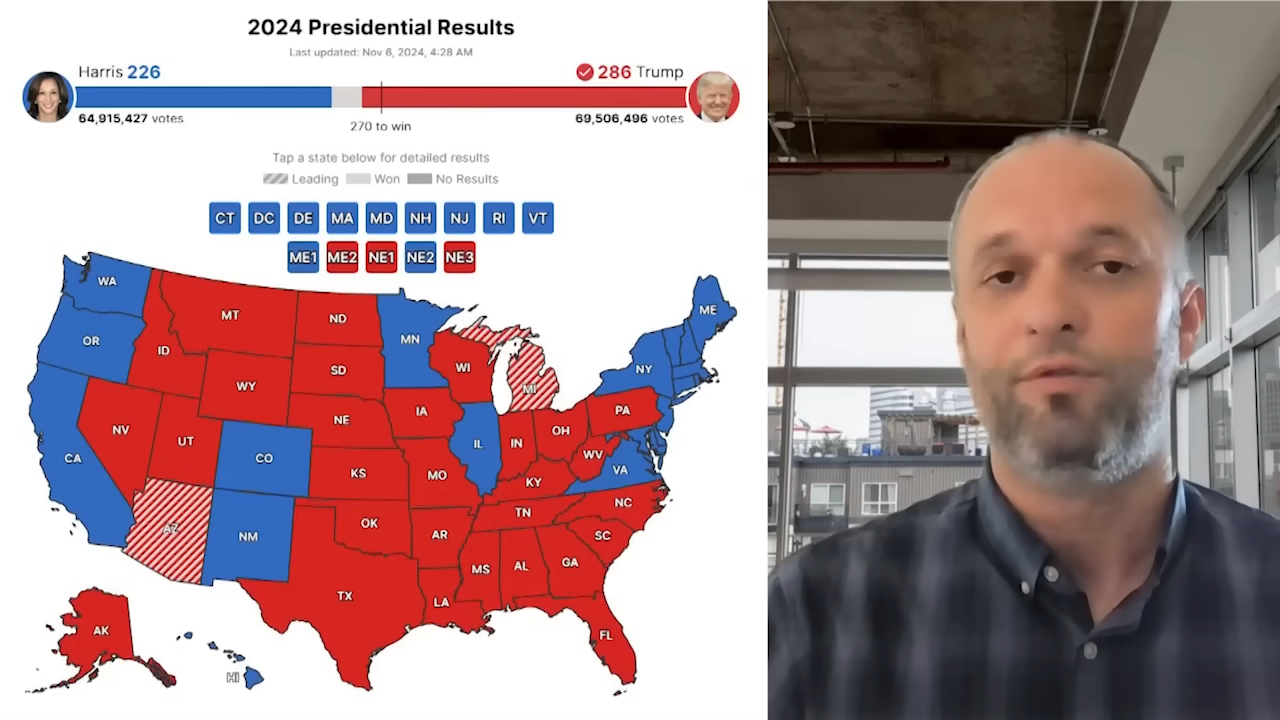 2024 Presidential Results
Last updated: Nov 6, 2024, 4:28 AM
Harris 226
286 Trump
64,915,427 votes
69,506,496 votes
270 to win
Tap a state below for detailed results
Leading Won No Results
CT DC DE MA MD NH NJ RI VT
ME1 ME2 NE1 NE2 NE3
WA
MT
ND
ME
OR
MN
ID
SD
WI
NY
WY
MI
NE
IA
PA
NV
UT
CO
IL
IN
OH
WV
CA
KS
MO
KY
VA
NC
AZ
NM
OK
TN
AR
SC
MS
AL
GA
TX
LA
AK
FL
HI